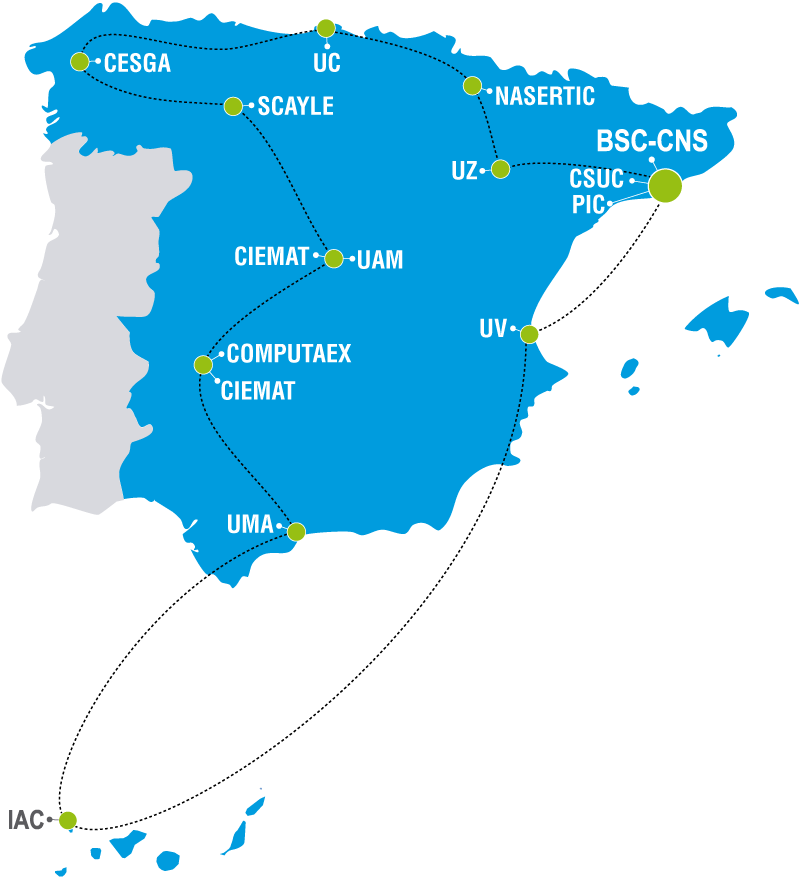 CESGA
UC
SCAYLE
NASERTIC
BSC-CNS
UZ
CSUC
PIC
CIEMAT
UAM
UV
COMPUTAEX
CIEMAT
UMA
IAC